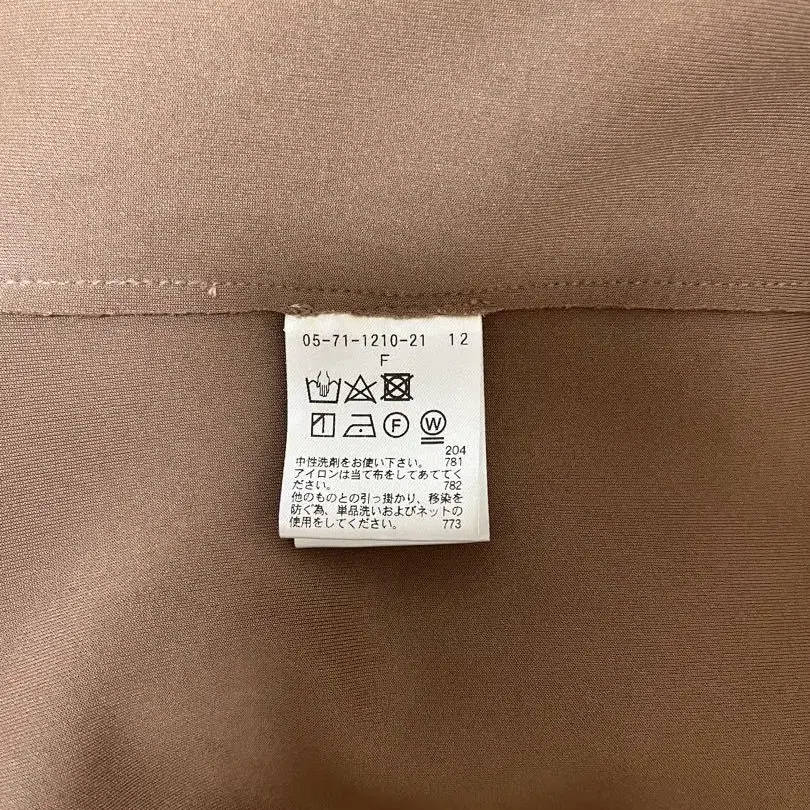 05-71-1210-21 12
F
F W
204
中性洗剤をお使い下さい。 781
アイロンは当て布をしてあててく
ださい。 782
他のものとの引っ掛かり、移染を
防ぐ為、単品洗いおよびネットの
使用をしてください。 773